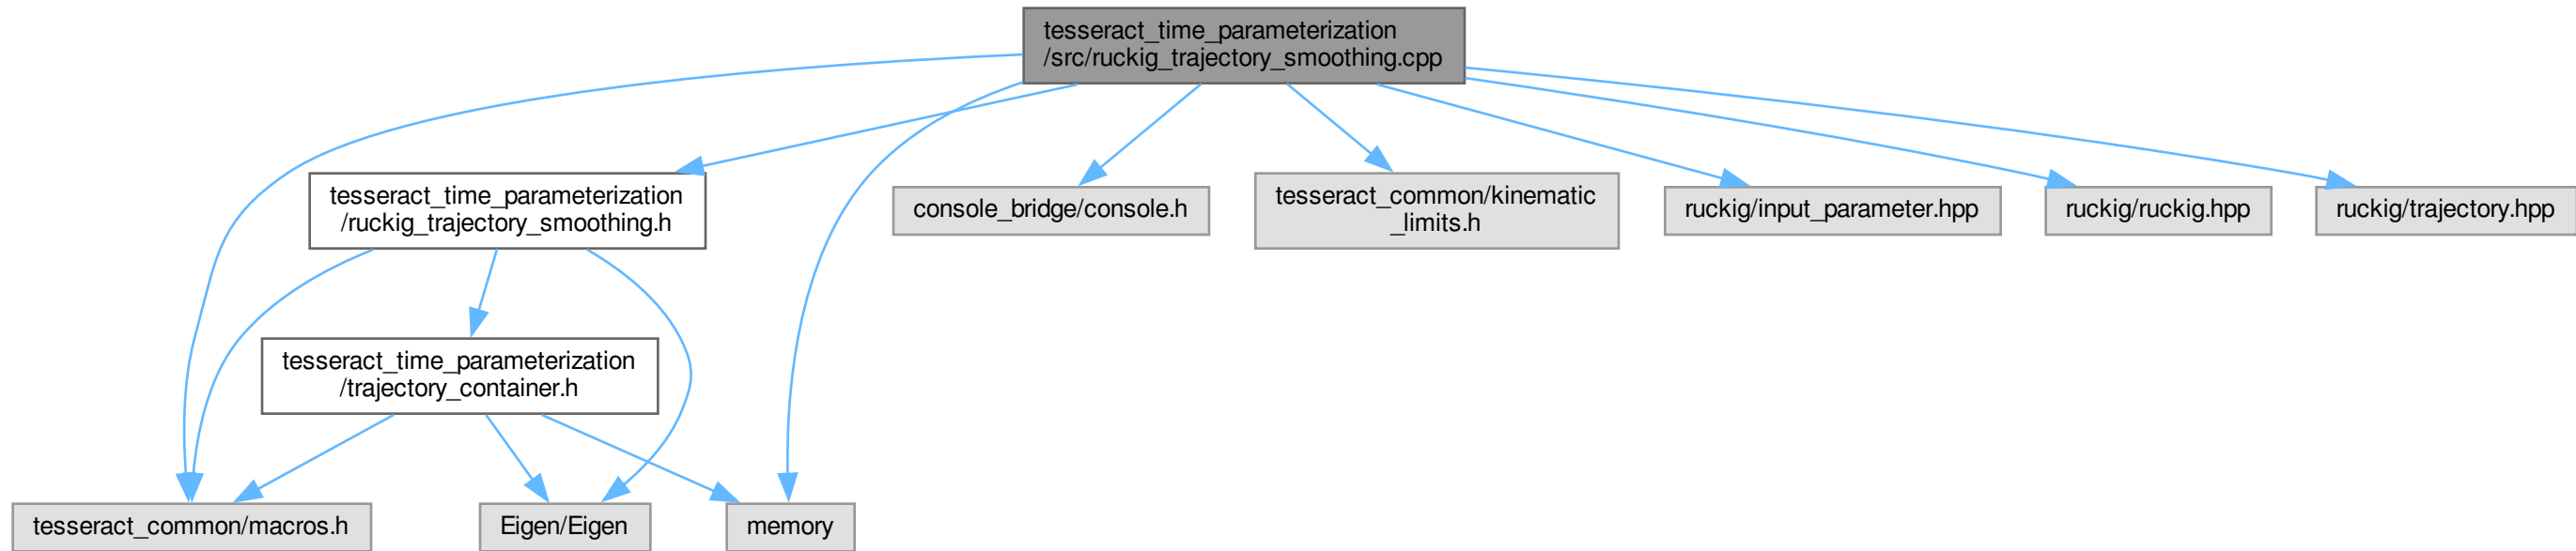 tesseract_time_parameterization
/src/ruckig_trajectory_smoothing.cpp
tesseract_time_parameterization
/ruckig_trajectory_smoothing.h
console_bridge/console.h
tesseract_common/kinematic
_limits.h
ruckig/input_parameter.hpp
ruckig/ruckig.hpp
ruckig/trajectory.hpp
tesseract_time_parameterization
/trajectory_container.h
tesseract_common/macros.h
Eigen/Eigen
memory